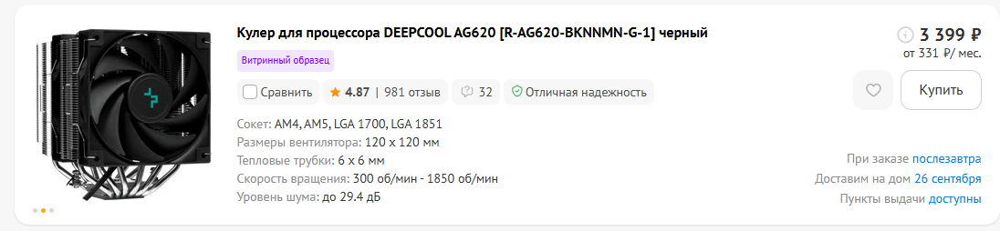 Кулер для процессора DEEPCOOL AG620 [R-AG620-BKNNMN-G-1] черный
3 399 ₽
от 331 ₽/ мес.
Витринный образец
Сравнить
4.87 | 981 отзыв
32
Отличная надежность
Купить
Сокет: AM4, AM5, LGA 1700, LGA 1851
Размеры вентилятора: 120 x 120 мм
Тепловые трубки: 6 x 6 мм
Скорость вращения: 300 об/мин - 1850 об/мин
Уровень шума: до 29.4 дБ
При заказе послезавтра
Доставим на дом 26 сентября
Пункты выдачи доступны